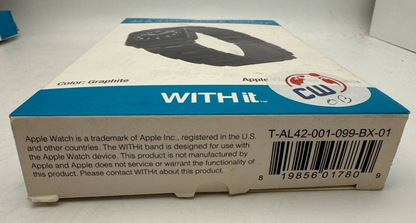 Color: Graphite
Apple
WITHit™
CW
T-AL42-001-099-BX-01
Apple Watch is a trademark of Apple Inc., registered in the U.S.
and other countries. The WITHit band is designed for use with
the Apple Watch device. This product is not manufactured by
Apple and Apple does not service or warrant the functionality of
this product. Please contact WITHit about this product.
8 19856 01780 9